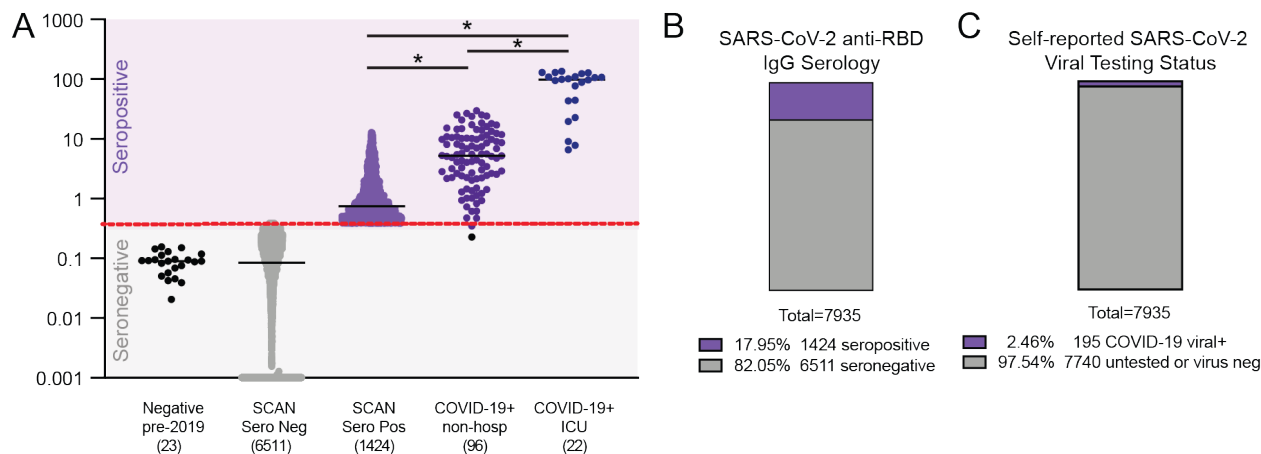 A
1000
100
10
1
0.1
0.01
0.001
Seropositive
Seronegative
*
*
*
Negative
pre-2019
(23)
SCAN
Sero Neg
(6511)
SCAN
Sero Pos
(1424)
COVID-19+
non-hosp
(96)
COVID-19+
ICU
(22)
B
SARS-CoV-2 anti-RBD
IgG Serology
Total=7935
17.95% 1424 seropositive
82.05% 6511 seronegative
C
Self-reported SARS-CoV-2
Viral Testing Status
Total=7935
2.46% 195 COVID-19 viral+
97.54% 7740 untested or virus neg